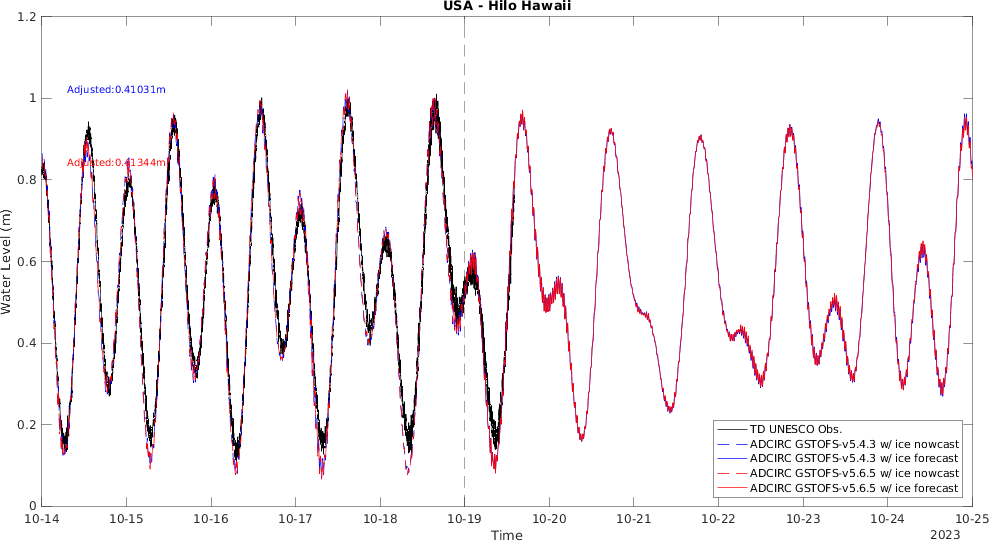 USA - Hilo Hawaii
1.2
1
0.8
0.6
0.4
0.2
0
Water Level (m)
Adjusted:0.41031m
Adjusted:0.41344m
10-14 10-15 10-16 10-17 10-18 10-19 10-20 10-21 10-22 10-23 10-24 10-25
Time
2023
TD UNESCO Obs.
ADCIRC GSTOFS-v5.4.3 w/ ice nowcast
ADCIRC GSTOFS-v5.4.3 w/ ice forecast
ADCIRC GSTOFS-v5.6.5 w/ ice nowcast
ADCIRC GSTOFS-v5.6.5 w/ ice forecast